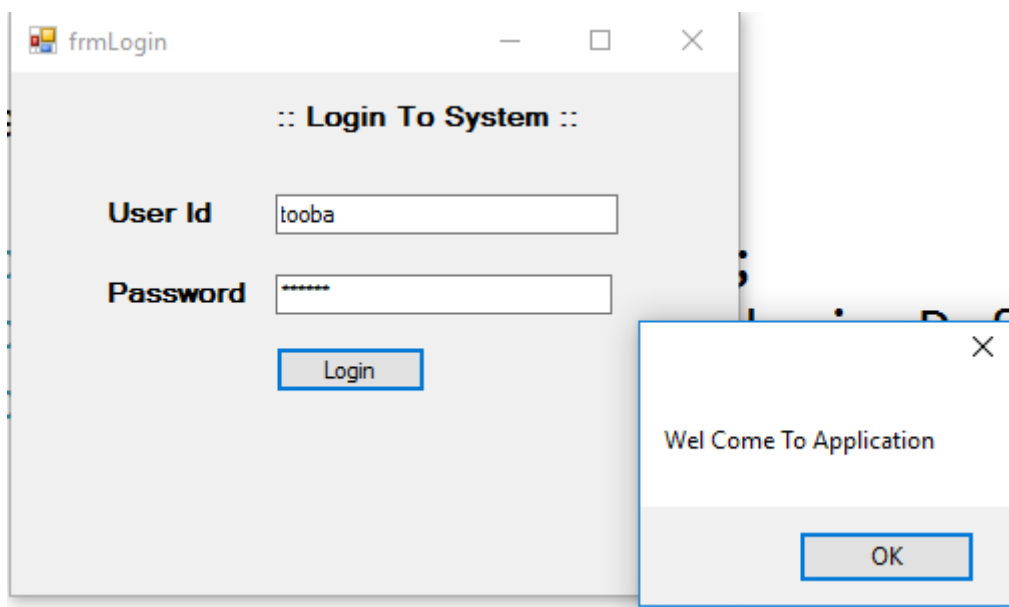 frmLogin
:: Login To System ::
User Id
tooba
Password
******
Login
Wel Come To Application
OK